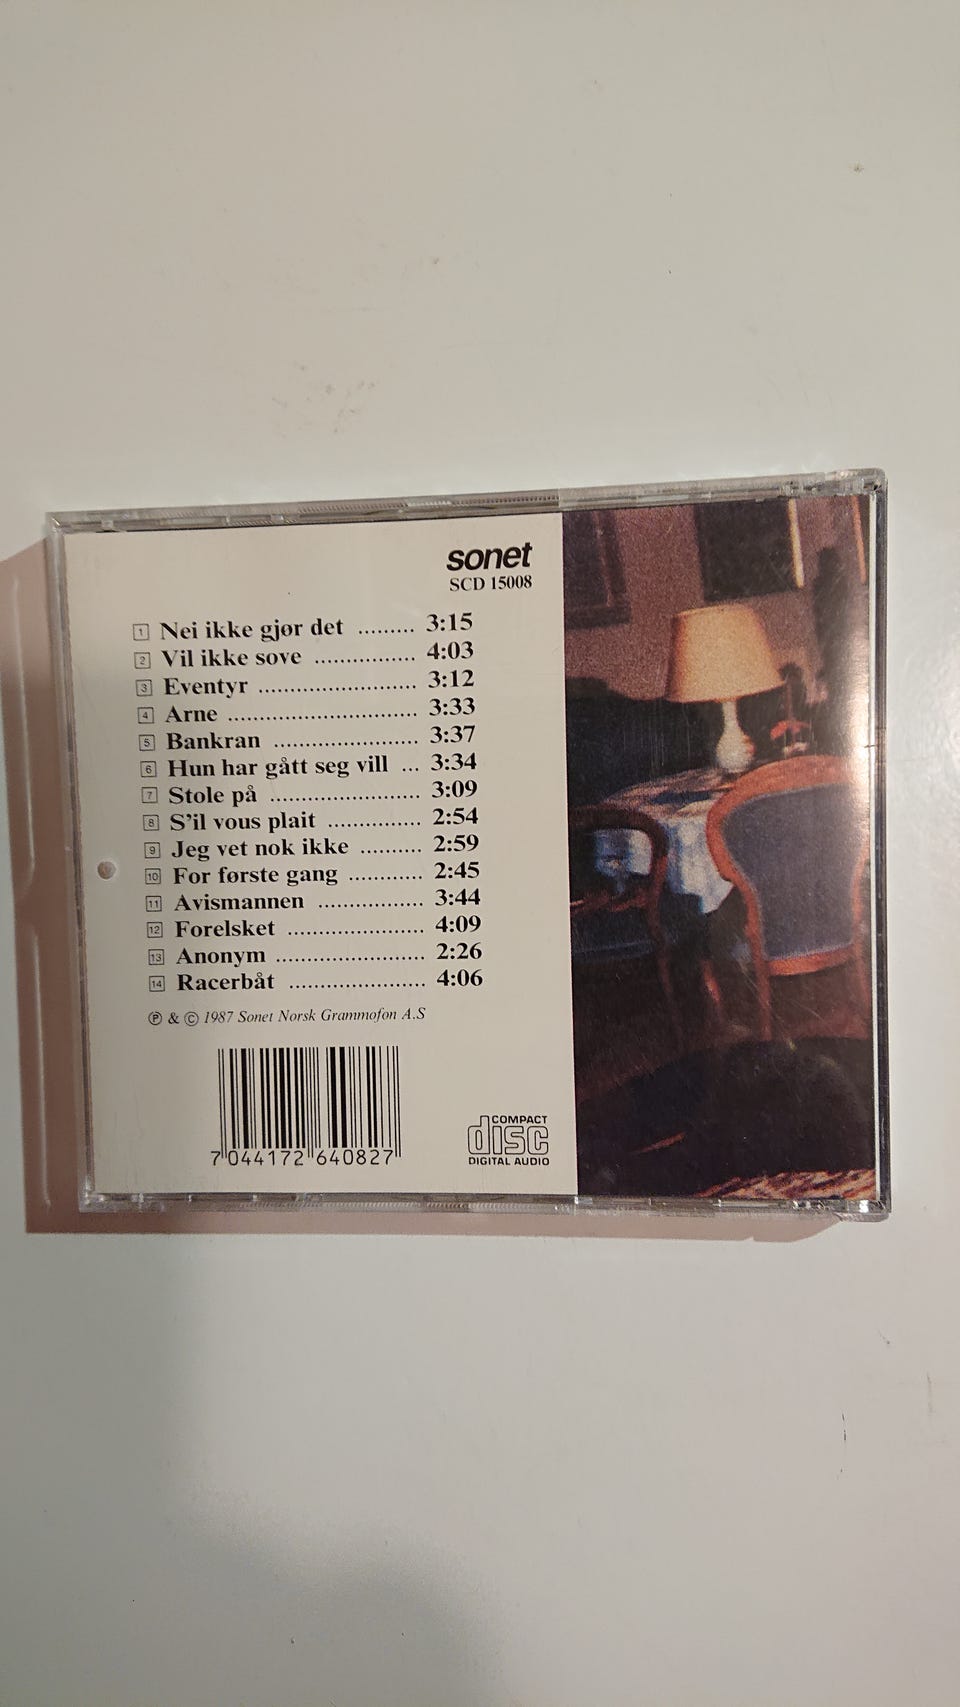 sonet
SCD 15008
1 Nei ikke gjør det ......... 3:15
2 Vil ikke sove ................ 4:03
3 Eventyr ......................... 3:12
4 Arne .............................. 3:33
5 Bankran ....................... 3:37
6 Hun har gått seg vill ... 3:34
7 Stole på ........................ 3:09
8 S'il vous plait ............... 2:54
9 Jeg vet nok ikke .......... 2:59
10 For første gang ............ 2:45
11 Avismannen ................. 3:44
12 Forelsket ...................... 4:09
13 Anonym ........................ 2:26
14 Racerbåt ...................... 4:06
Ⓟ & © 1987 Sonet Norsk Grammofon A.S
7 044172 640827
COMPACT
disc
DIGITAL AUDIO